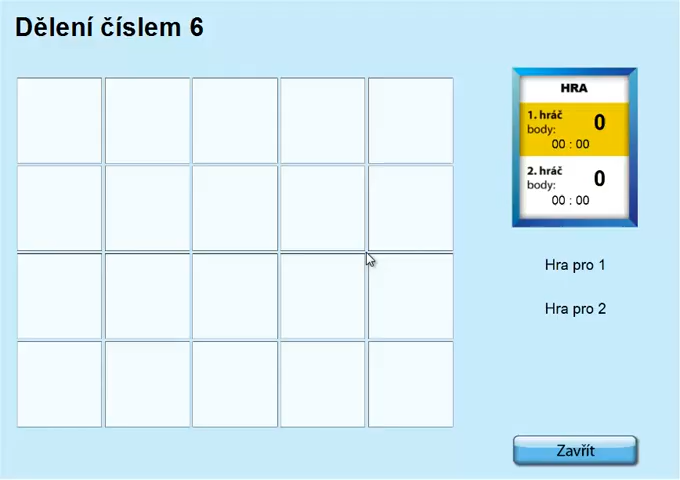 Dělení číslem 6
HRA
1. hráč
body:
0
00 : 00
2. hráč
body:
0
00 : 00
Hra pro 1
Hra pro 2
Zavřít